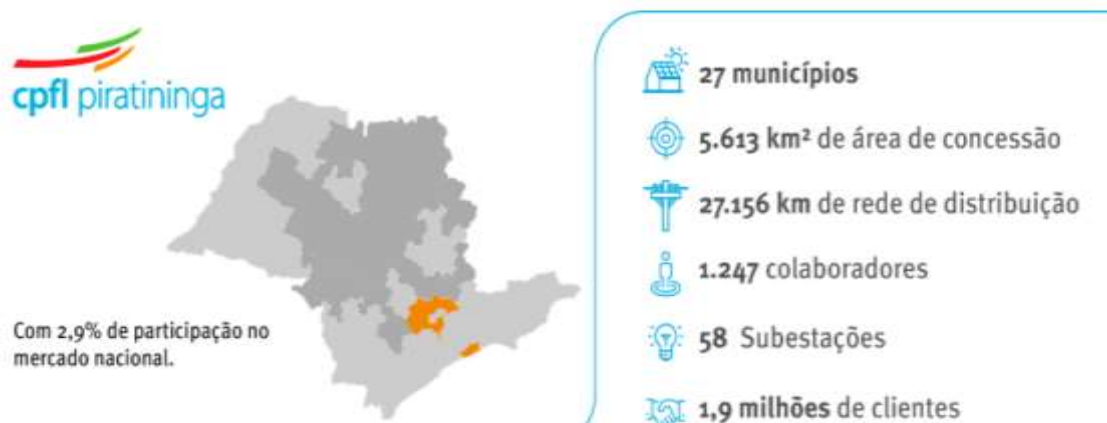 cpfl piratininga
Com 2,9% de participação no
mercado nacional.
27 municípios
5.613 km² de área de concessão
27.156 km de rede de distribuição
1.247 colaboradores
58 Subestações
1,9 milhões de clientes